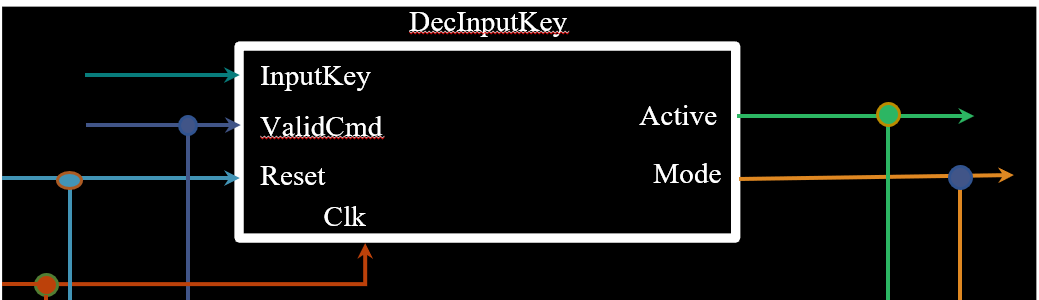 DecInputKey
InputKey
ValidCmd
Active
Reset
Mode
Clk